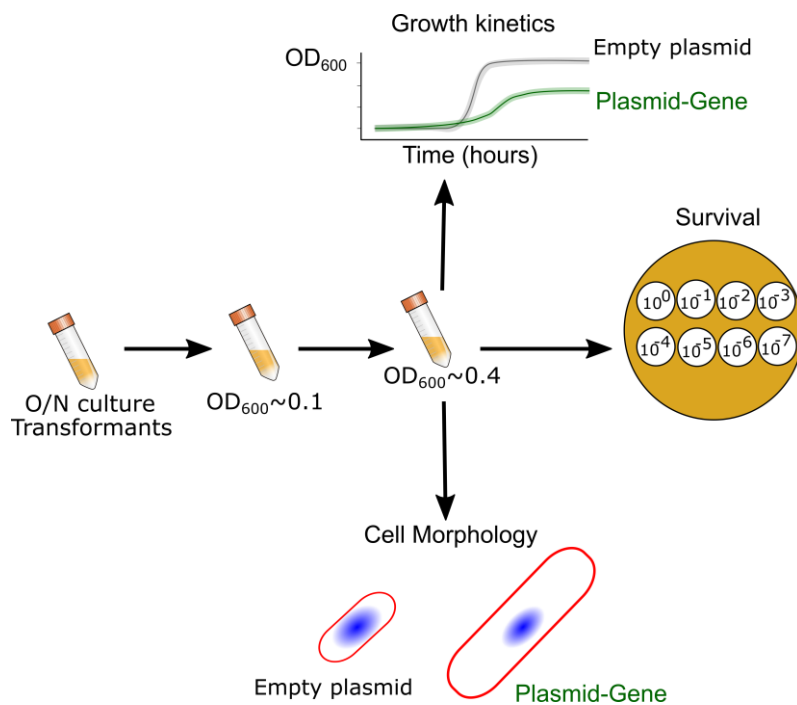 Growth kinetics
OD₆₀₀
Empty plasmid
Plasmid-Gene
Time (hours)
Survival
10⁰ 10⁻¹ 10⁻² 10⁻³
10⁻⁴ 10⁻⁵ 10⁻⁶ 10⁻⁷
O/N culture
Transformants
OD₆₀₀~0.1
OD₆₀₀~0.4
Cell Morphology
Empty plasmid
Plasmid-Gene